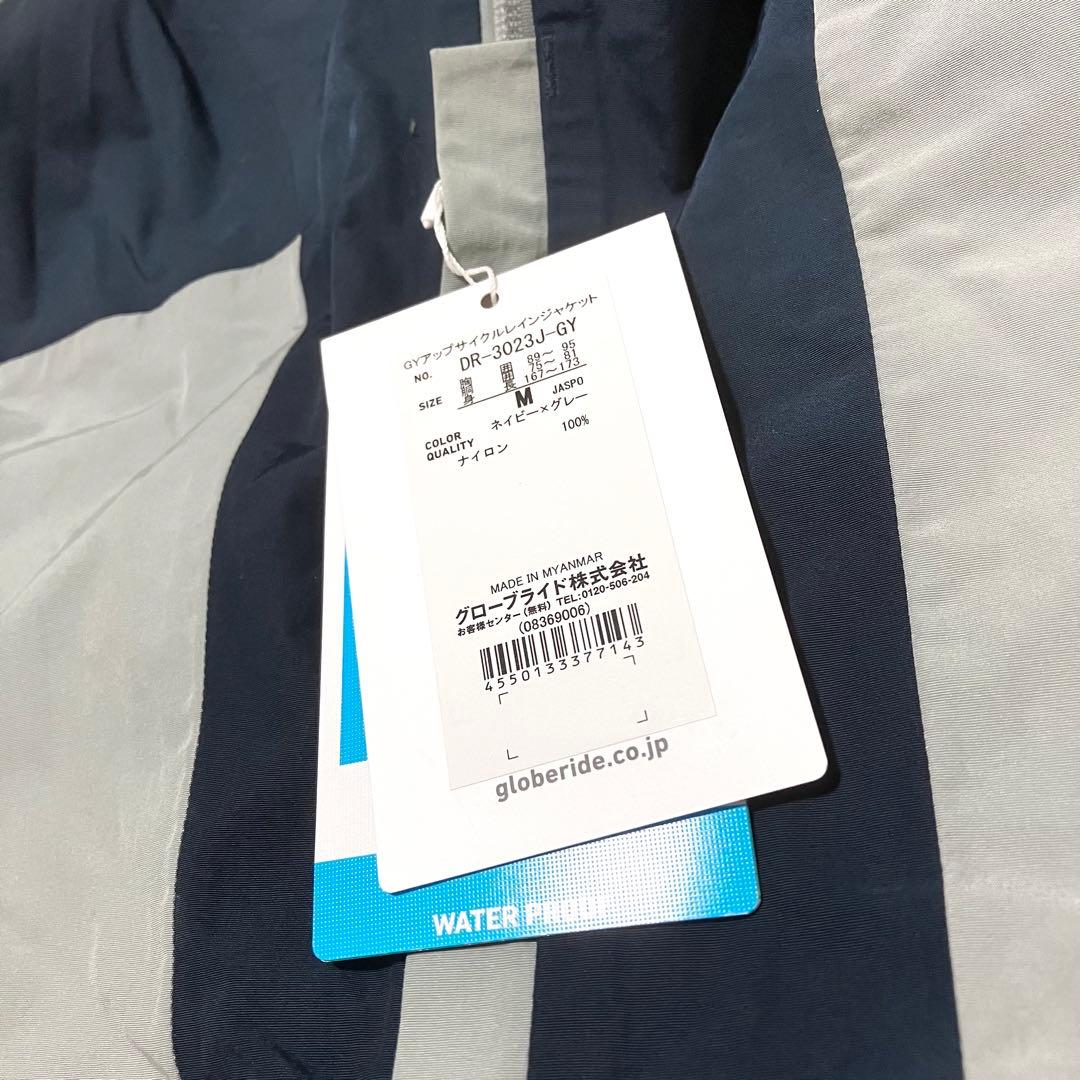 GYアップサイクルレインジャケット
NO. DR-3023J-GY
胸囲 89～ 95
胴囲 75～ 81
身長 167～173
SIZE M JASPO
COLOR ネイビー×グレー
QUALITY 100%
ナイロン
MADE IN MYANMAR
グローブライド株式会社
お客様センター(無料) TEL:0120-506-204
(08369006)
4550133377143
globeride.co.jp
WATER PROOF